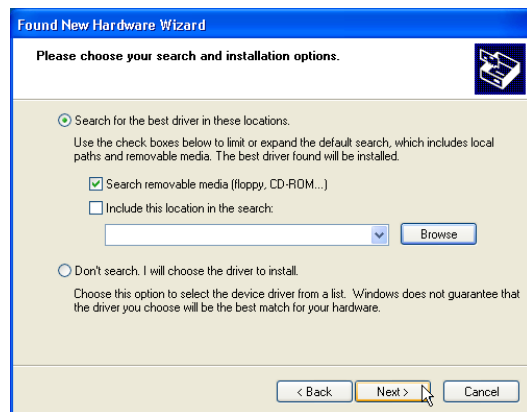 Found New Hardware Wizard
Please choose your search and installation options.
Search for the best driver in these locations.
Use the check boxes below to limit or expand the default search, which includes local
paths and removable media. The best driver found will be installed.
Search removable media (floppy, CD-ROM...)
Include this location in the search:
Browse
Don't search. I will choose the driver to install.
Choose this option to select the device driver from a list. Windows does not guarantee that
the driver you choose will be the best match for your hardware.
< Back Next > Cancel